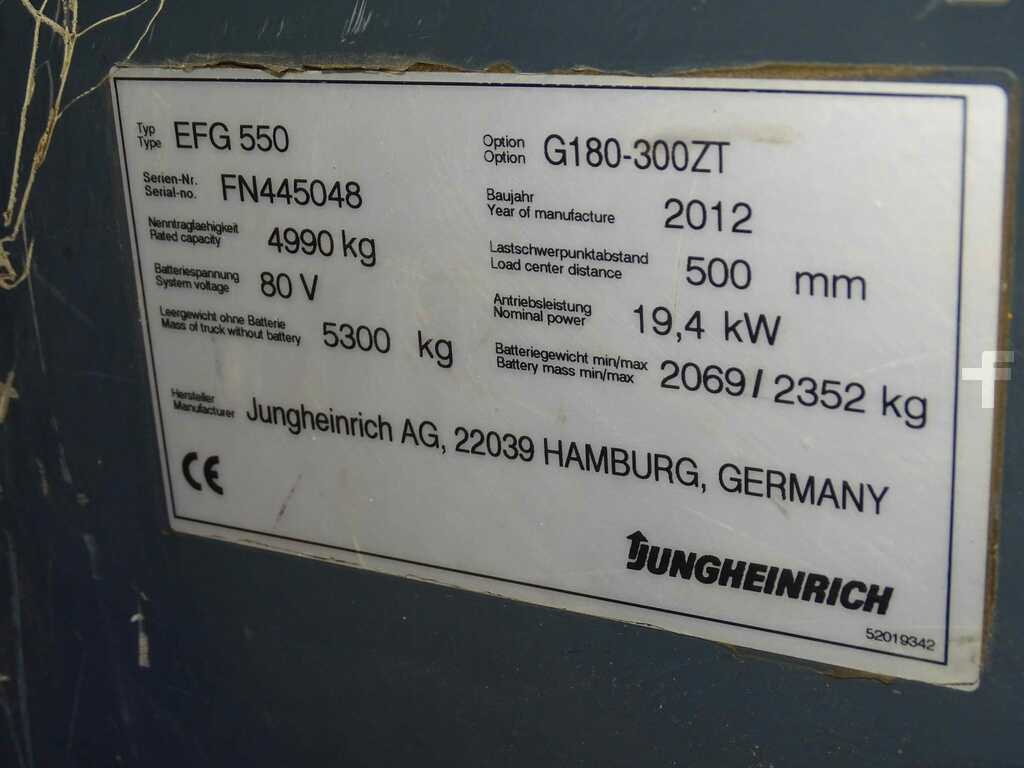 Typ
Type EFG 550
Option
Option G180-300ZT
Serien-Nr.
Serial-no. FN445048
Baujahr
Year of manufacture 2012
Nenntragfaehigkeit
Rated capacity 4990 kg
Lastschwerpunktabstand
Load center distance 500 mm
Batteriespannung
System voltage 80 V
Antriebsleistung
Nominal power 19,4 kW
Leergewicht ohne Batterie
Mass of truck without battery 5300 kg
Batteriegewicht min/max
Battery mass min/max 2069 / 2352 kg
Hersteller
Manufacturer Jungheinrich AG, 22039 HAMBURG, GERMANY
CE
JUNGHEINRICH
52019342
f